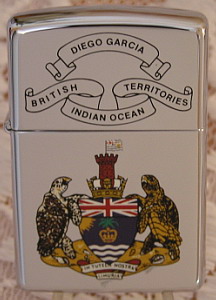 DIEGO GARCIA
BRITISH TERRITORIES
INDIAN OCEAN
IN TUTELA NOSTRA
LIMURIA